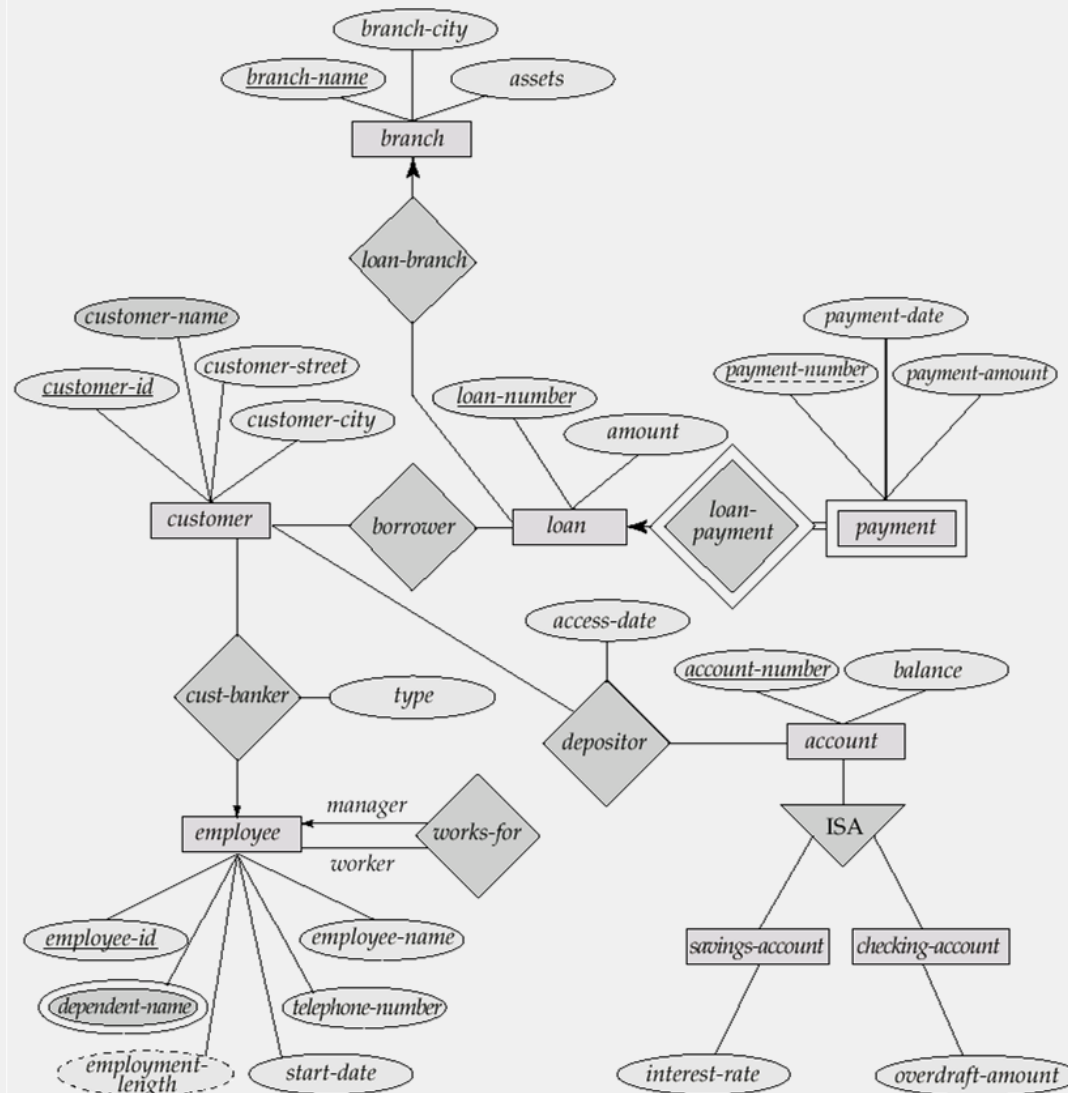 branch-city
branch-name
assets
branch
loan-branch
customer-name
payment-date
customer-street
payment-number
payment-amount
customer-id
loan-number
customer-city
amount
customer
borrower
loan
loan-
payment
payment
access-date
account-number
balance
cust-banker
type
depositor
account
manager
employee
works-for
ISA
worker
employee-id
employee-name
savings-account
checking-account
dependent-name
telephone-number
employment-
length
start-date
interest-rate
overdraft-amount